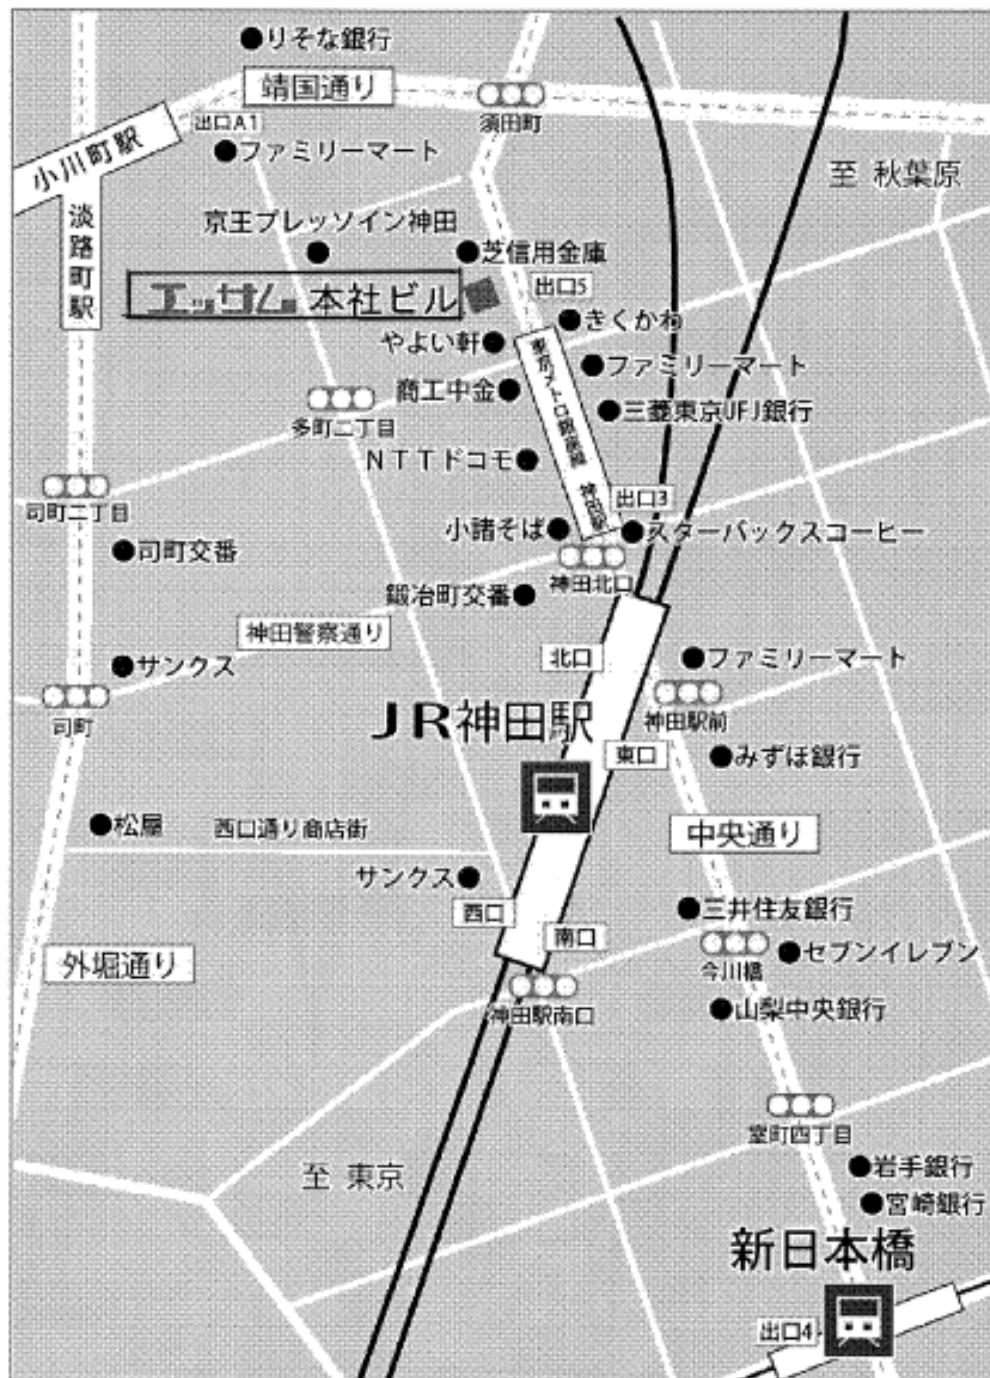 りそな銀行
靖国通り
須田町
出口A1
小川町駅
ファミリーマート
至 秋葉原
淡路町駅
京王プレッソイン神田
芝信用金庫
出口5
エッサム 本社ビル
きくかわ
やよい軒
東京メトロ銀座線 神田駅
ファミリーマート
商工中金
三菱東京UFJ銀行
多町二丁目
NTTドコモ
司町二丁目
出口3
小諸そば
スターバックスコーヒー
司町交番
神田北口
鍛冶町交番
神田警察通り
北口
ファミリーマート
サンクス
司町
JR神田駅
神田駅前
東口
みずほ銀行
松屋
西口通り商店街
中央通り
サンクス
西口
三井住友銀行
南口
外堀通り
今川橋
セブンイレブン
神田駅南口
山梨中央銀行
室町四丁目
至 東京
岩手銀行
宮崎銀行
新日本橋
出口4